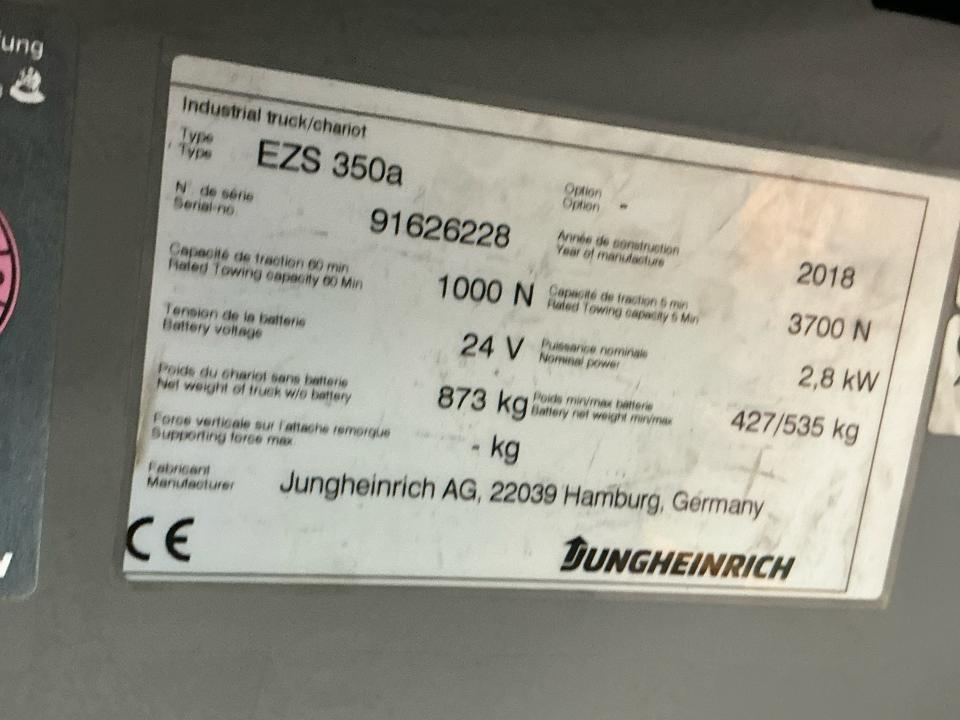 Industrial truck/chariot
Type
Type
EZS 350a
Option
Option -
N° de série
Serial-no.
91626228
Année de construction
Year of manufacture
2018
Capacité de traction 60 min
Rated Towing capacity 60 Min
1000 N
Capacité de traction 5 min
Rated Towing capacity 5 Min
3700 N
Tension de la batterie
Battery voltage
24 V
Puissance nominale
Nominal power
2,8 kW
Poids du chariot sans batterie
Net weight of truck w/o battery
873 kg
Poids min/max batterie
Battery net weight min/max
427/535 kg
Force verticale sur l'attache remorque
Supporting force max.
- kg
Fabricant
Manufacturer
Jungheinrich AG, 22039 Hamburg, Germany
CE
JUNGHEINRICH